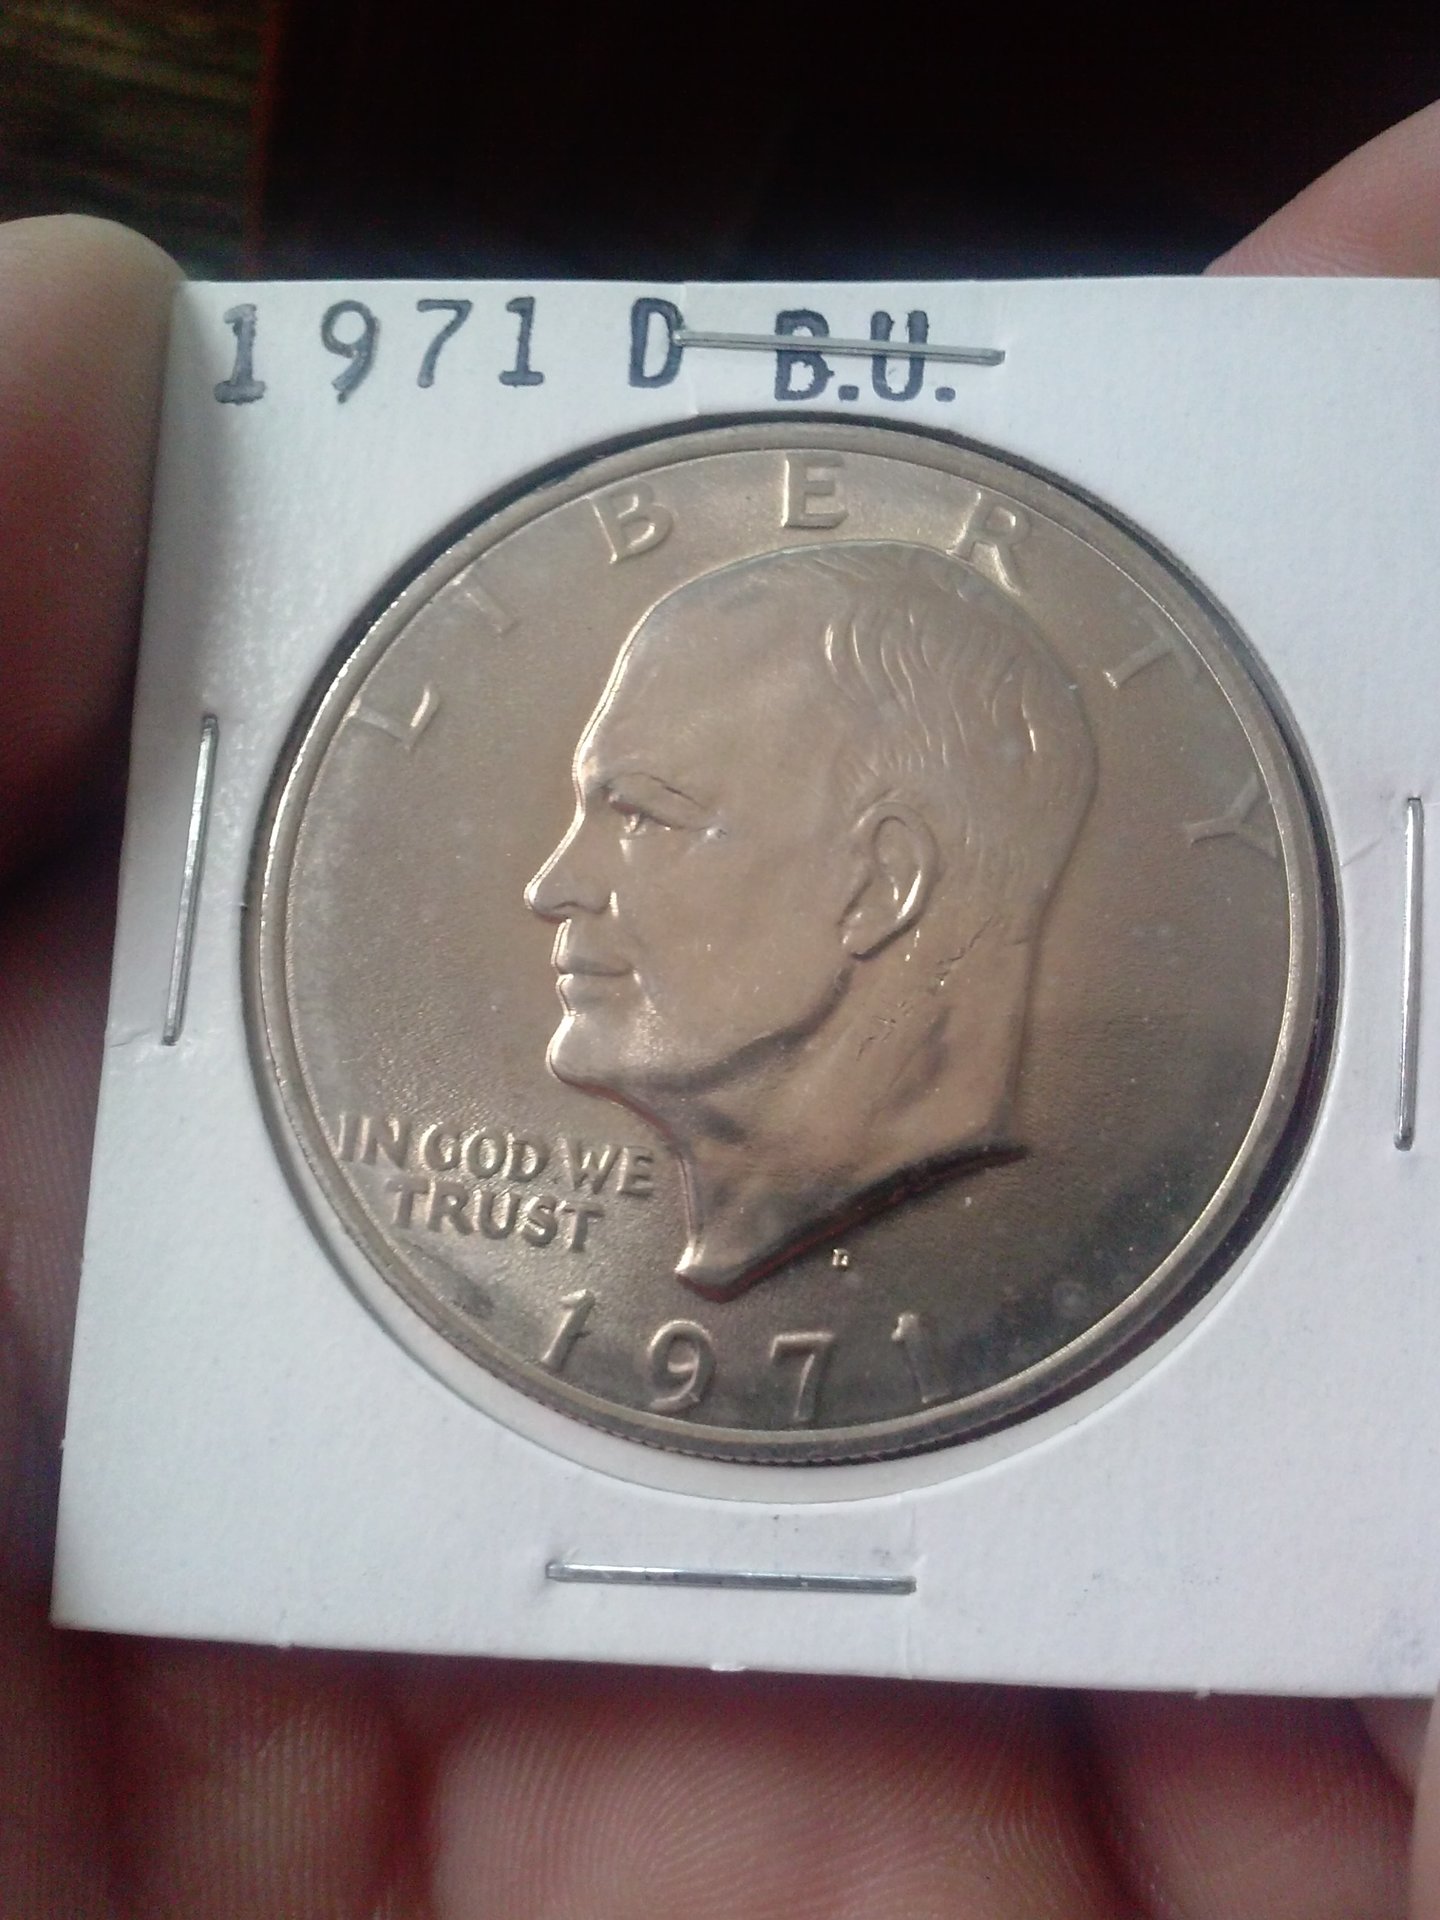 1971 D B.U.
LIBERTY
IN GOD WE
TRUST
D
1971